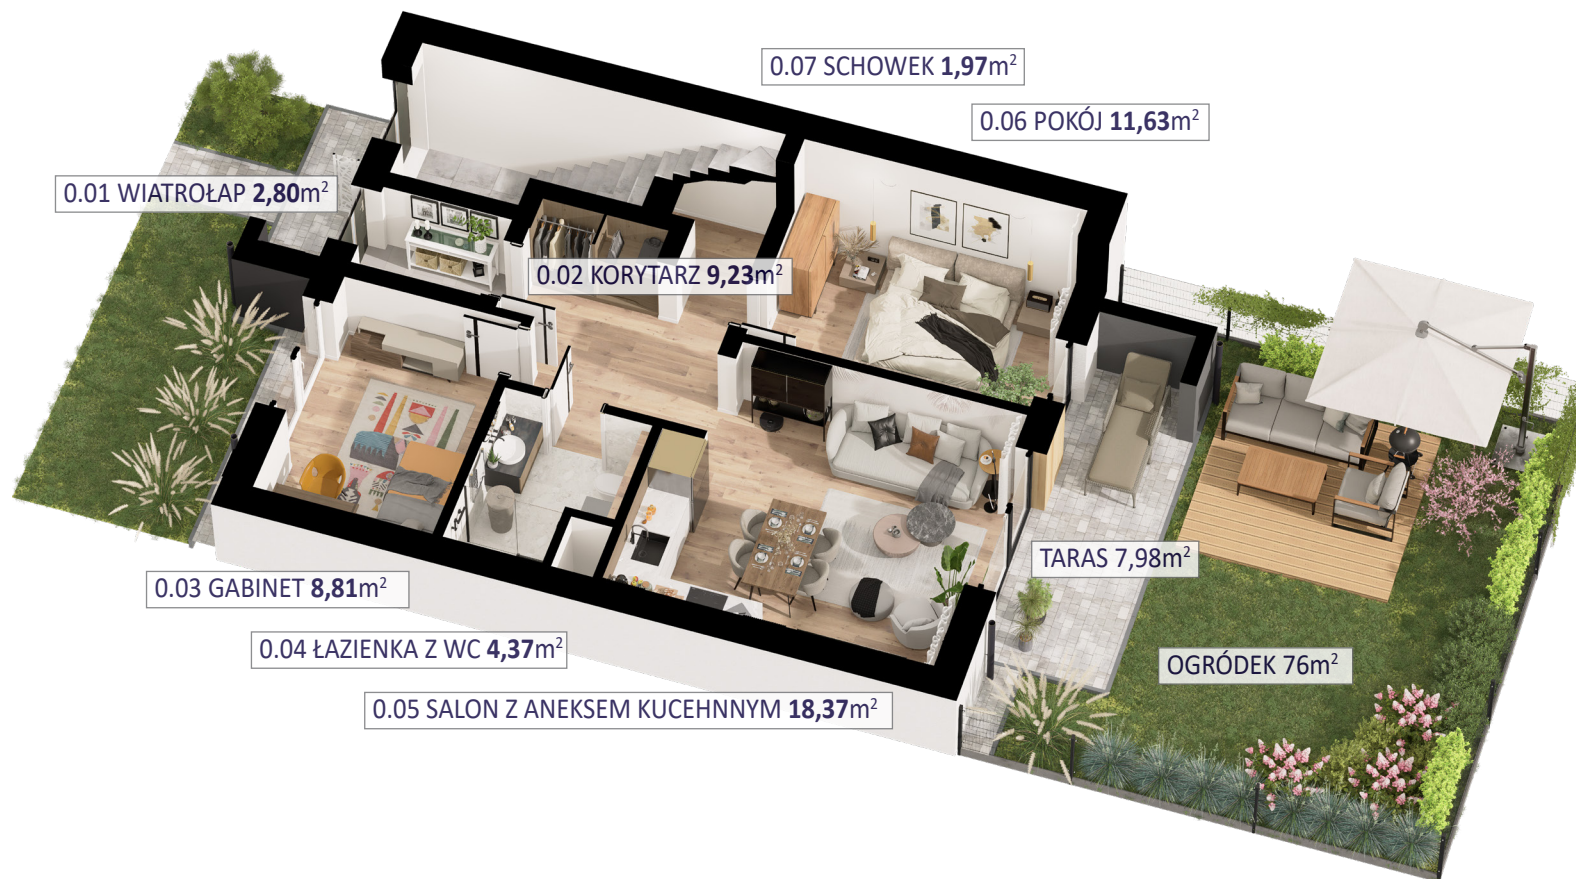 0.07 SCHOWEK 1,97m²
0.06 POKÓJ 11,63m²
0.01 WIATROŁAP 2,80m²
0.02 KORYTARZ 9,23m²
TARAS 7,98m²
0.03 GABINET 8,81m²
0.04 ŁAZIENKA Z WC 4,37m²
OGRÓDEK 76m²
0.05 SALON Z ANEKSEM KUCEHNNYM 18,37m²